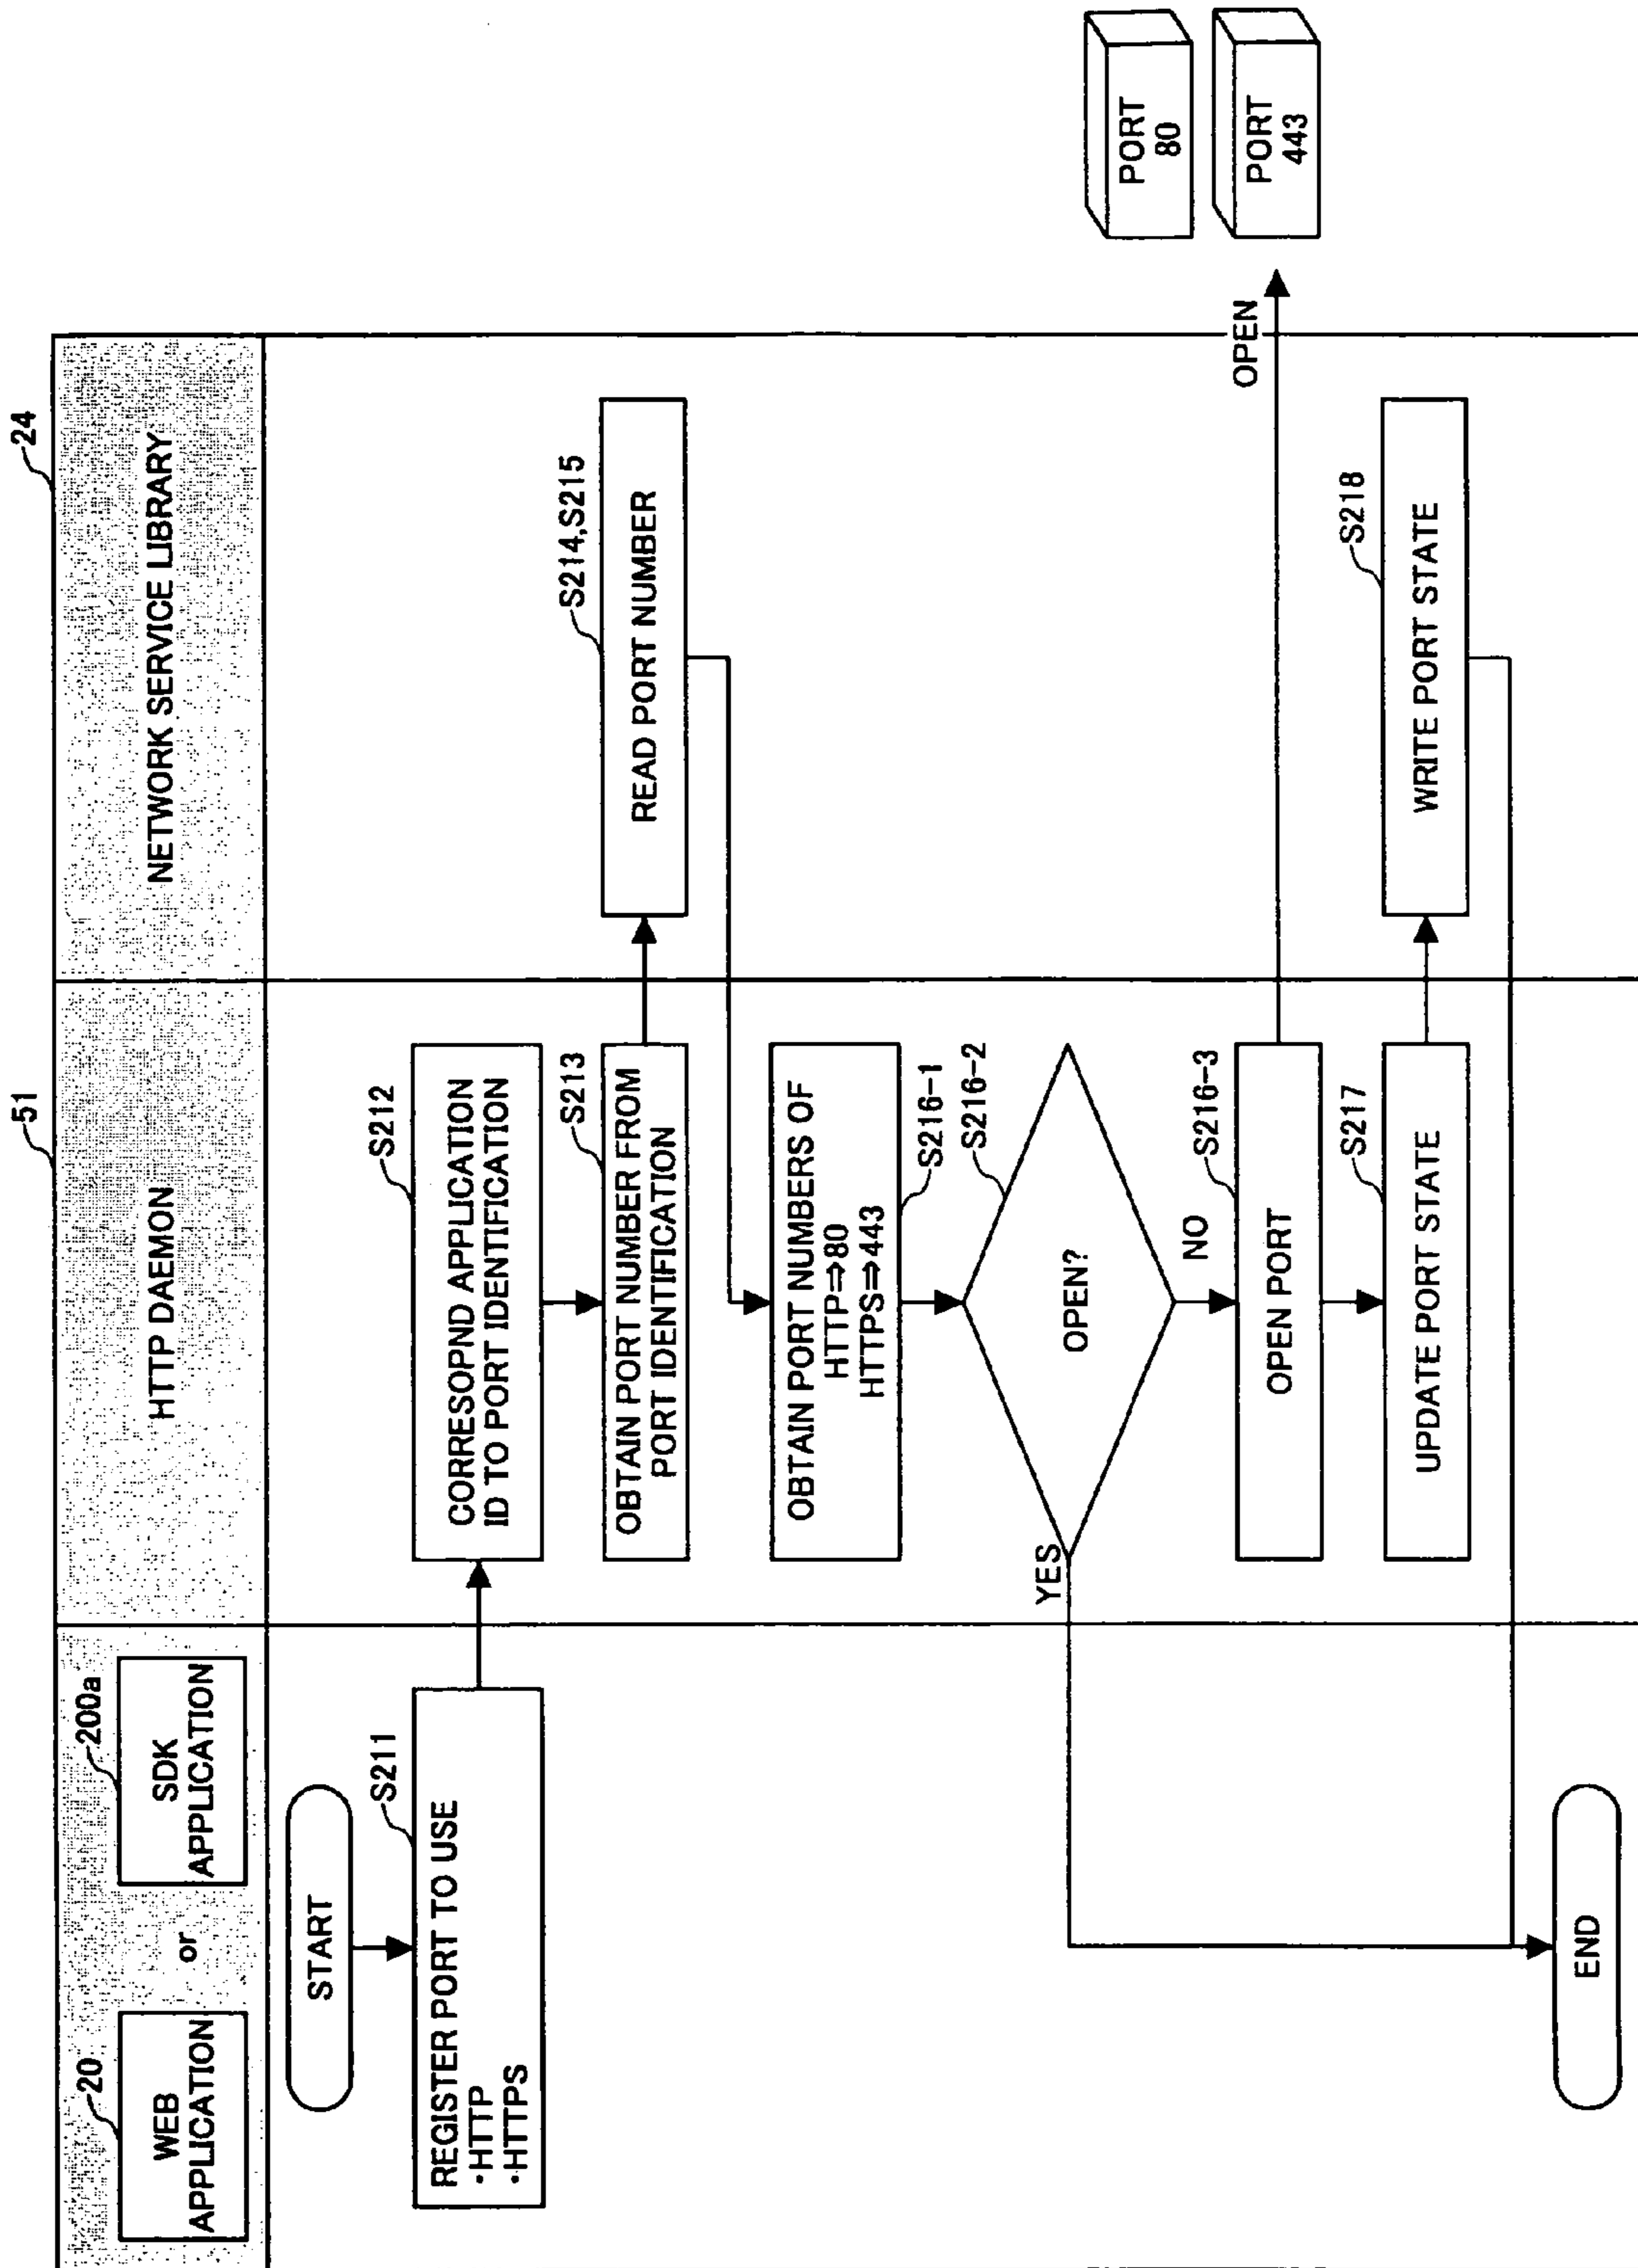 20
WEB
APPLICATION
or
200a
SDK
APPLICATION
51
HTTP DAEMON
24
NETWORK SERVICE LIBRARY
START
S211
REGISTER PORT TO USE
·HTTP
·HTTPS
S212
CORRESOPND APPLICATION
ID TO PORT IDENTIFICATION
S213
OBTAIN PORT NUMBER FROM
PORT IDENTIFICATION
S214,S215
READ PORT NUMBER
OBTAIN PORT NUMBERS OF
HTTP⇒80
HTTPS⇒443
S216-1
S216-2
OPEN?
YES
NO
S216-3
OPEN PORT
OPEN
PORT
80
PORT
443
S217
UPDATE PORT STATE
S218
WRITE PORT STATE
END